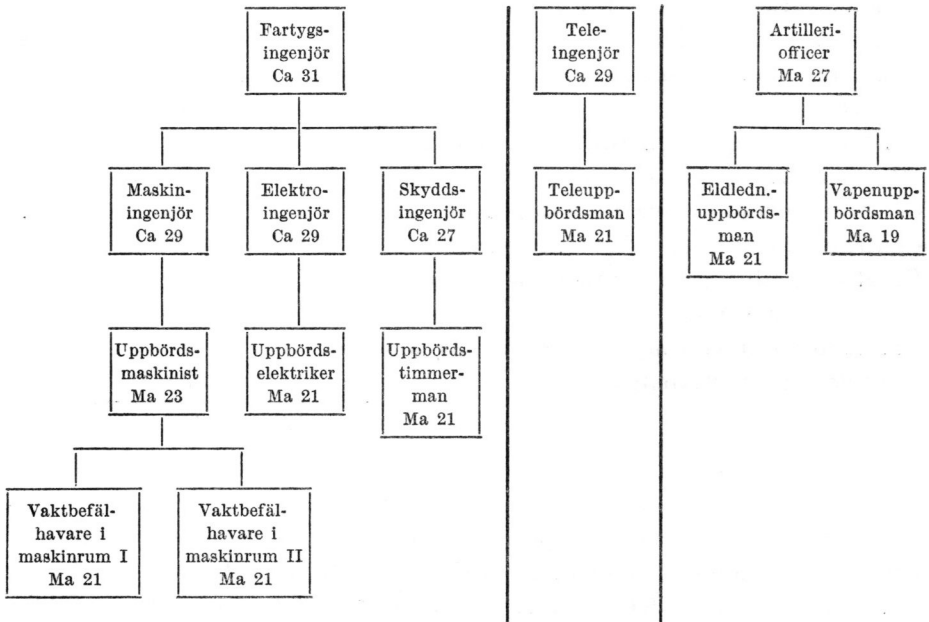 Fartygs-
ingenjör
Ca 31
Tele-
ingenjör
Ca 29
Artilleri-
officer
Ma 27
Maskin-
ingenjör
Ca 29
Elektro-
ingenjör
Ca 29
Skydds-
ingenjör
Ca 27
Teleupp-
bördsman
Ma 21
Eldledn.-
uppbörds-
man
Ma 21
Vapenupp-
bördsman
Ma 19
Uppbörds-
maskinist
Ma 23
Uppbörds-
elektriker
Ma 21
Uppbörds-
timmer-
man
Ma 21
Vaktbefäl-
havare i
maskinrum I
Ma 21
Vaktbefäl-
havare i
maskinrum II
Ma 21